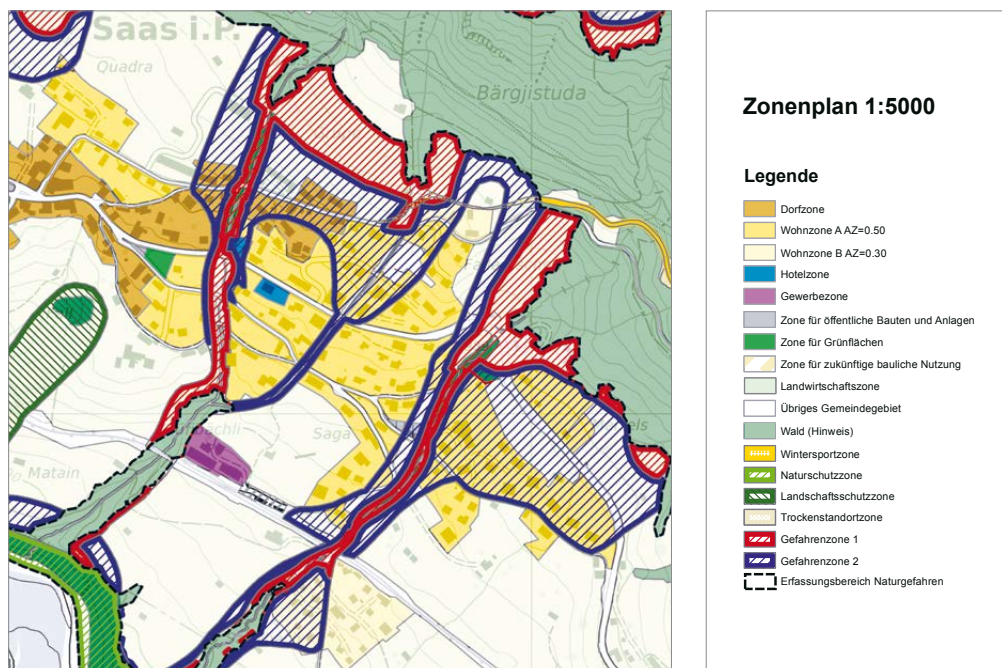 Saas i.P.
Quadra
Bärgjistuda
Saga
Matain
Zonenplan 1:5000
Legende
Dorfzone
Wohnzone A AZ=0.50
Wohnzone B AZ=0.30
Hotelzone
Gewerbezone
Zone für öffentliche Bauten und Anlagen
Zone für Grünflächen
Zone für zukünftige bauliche Nutzung
Landwirtschaftszone
Übriges Gemeindegebiet
Wald (Hinweis)
Wintersportzone
Naturschutzzone
Landschaftsschutzzone
Trockenstandortzone
Gefahrenzone 1
Gefahrenzone 2
Erfassungsbereich Naturgefahren